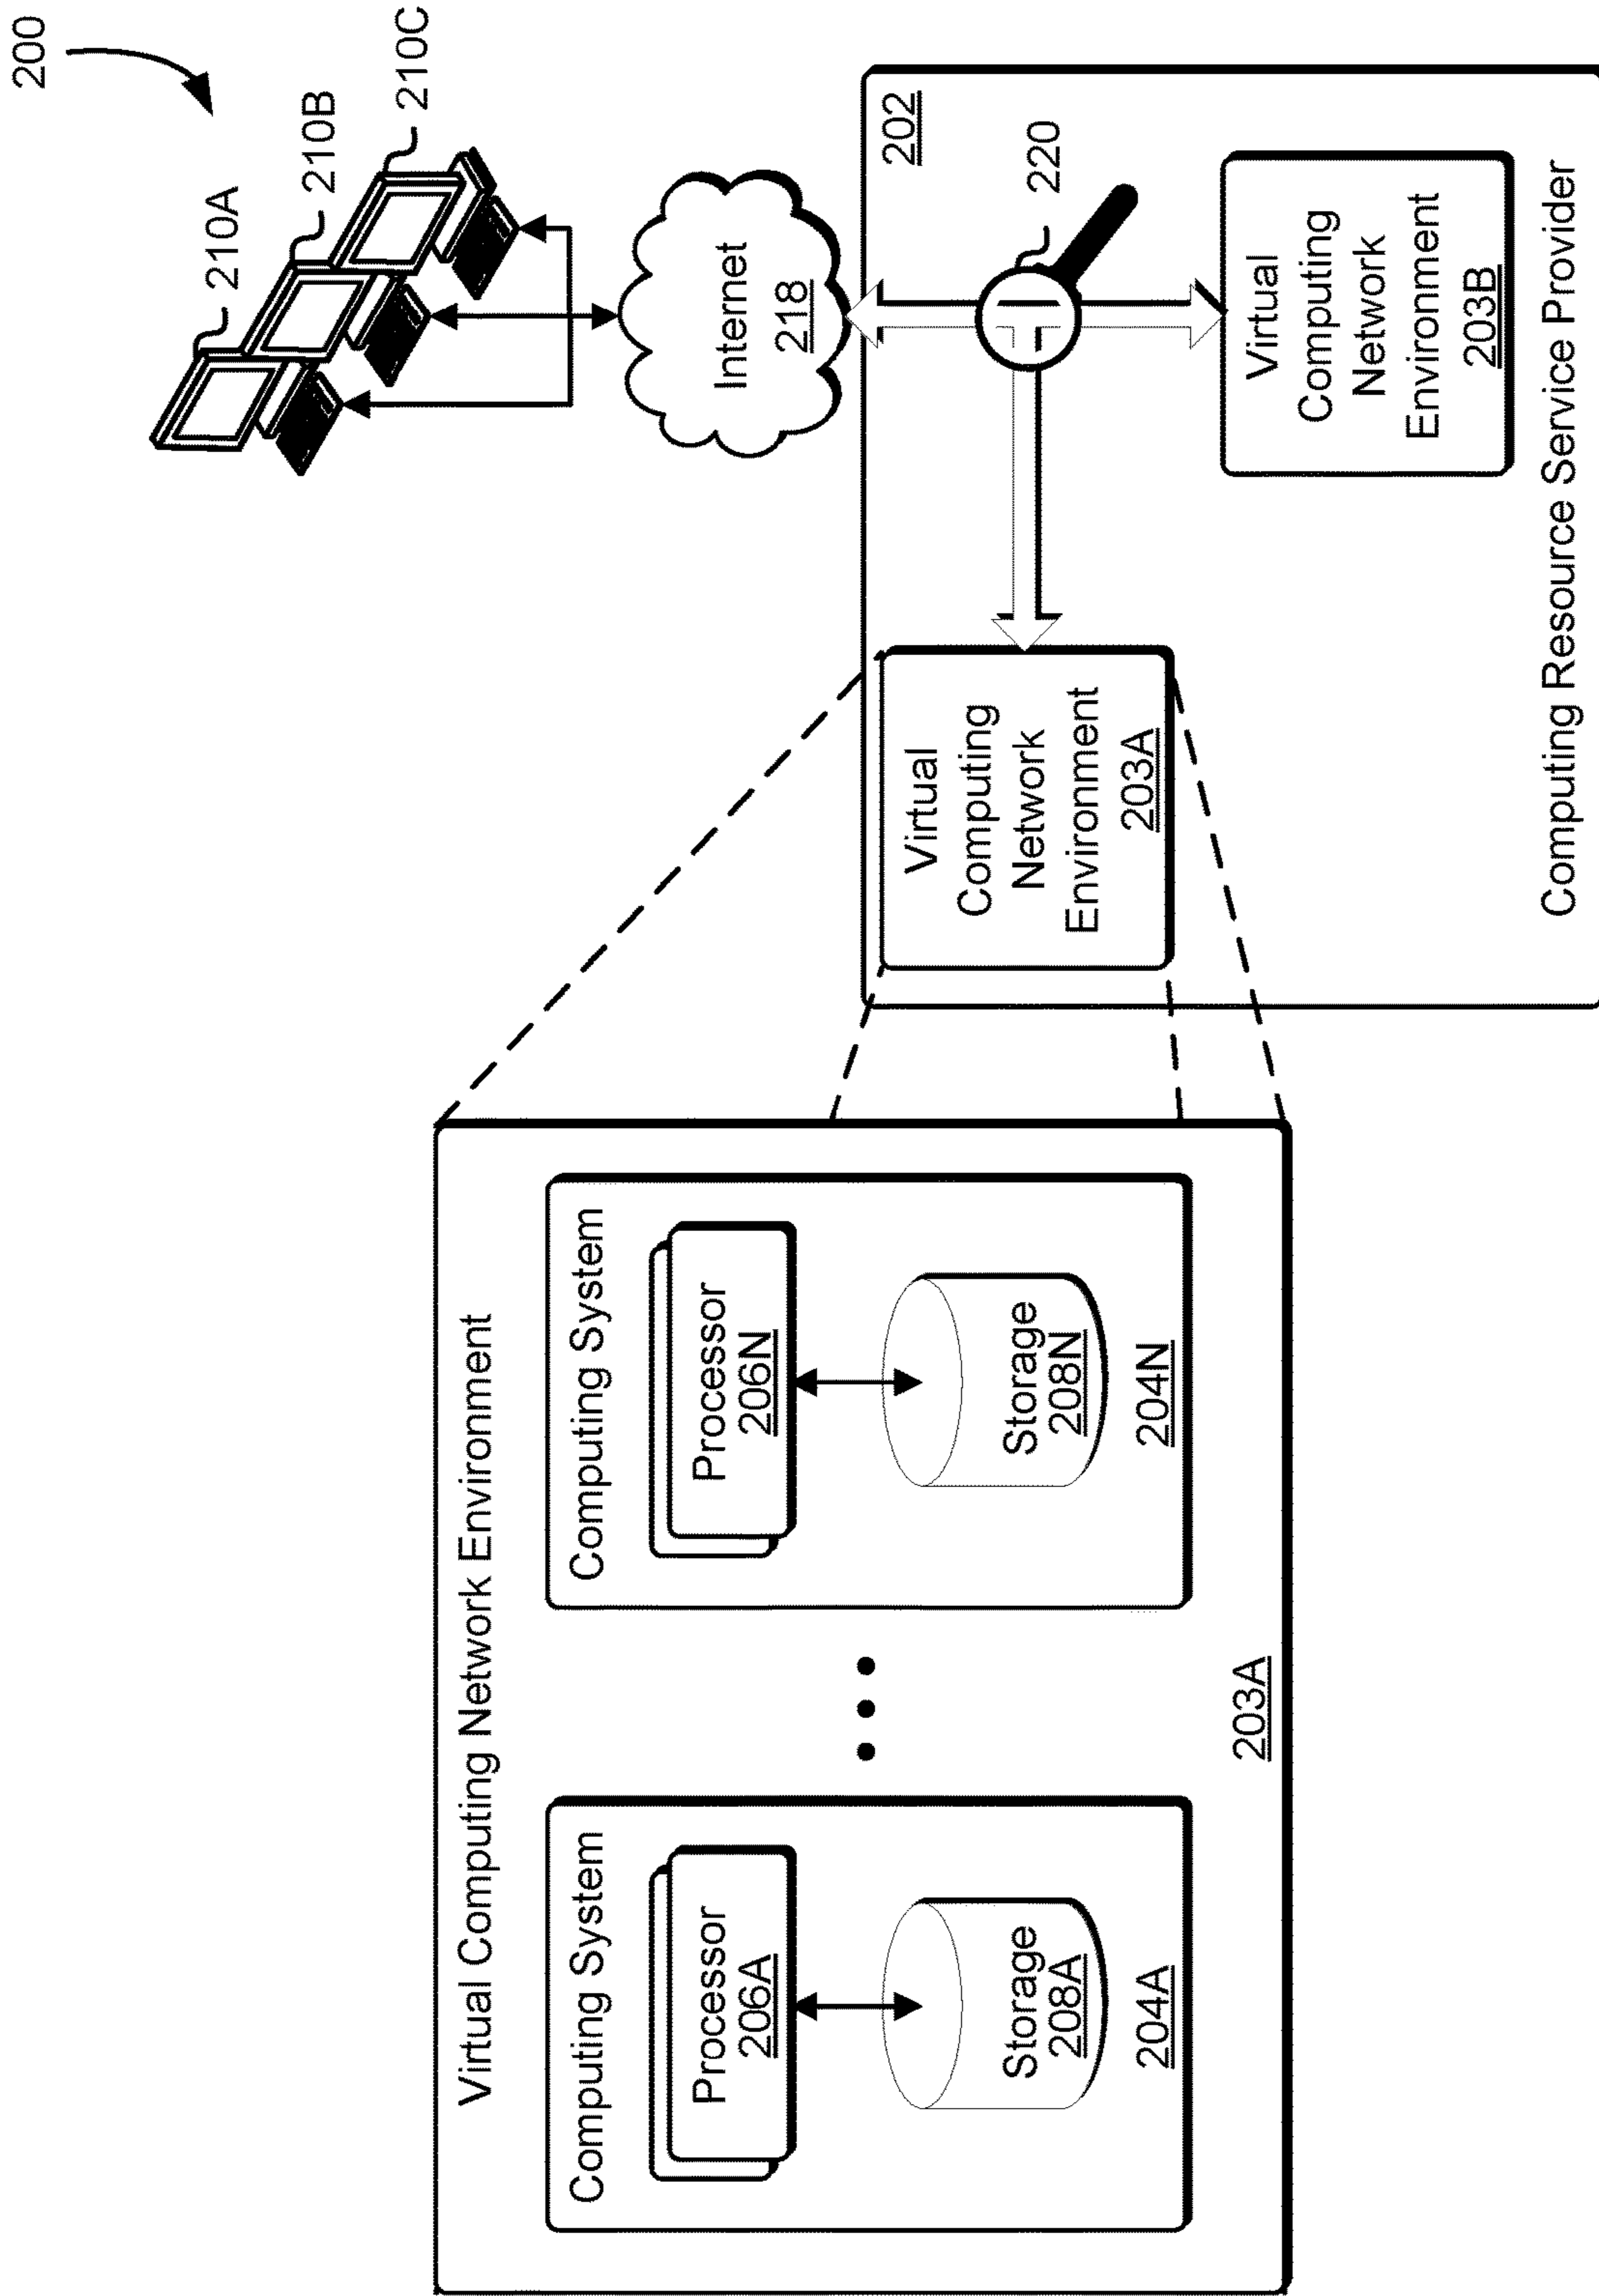 200
210A
210B
210C
Internet
218
202
220
Virtual
Computing
Network
Environment
203A
Virtual
Computing
Network
Environment
203B
Computing Resource Service Provider
Virtual Computing Network Environment
Computing System
Processor
206A
Storage
208A
204A
Computing System
Processor
206N
Storage
208N
204N
203A